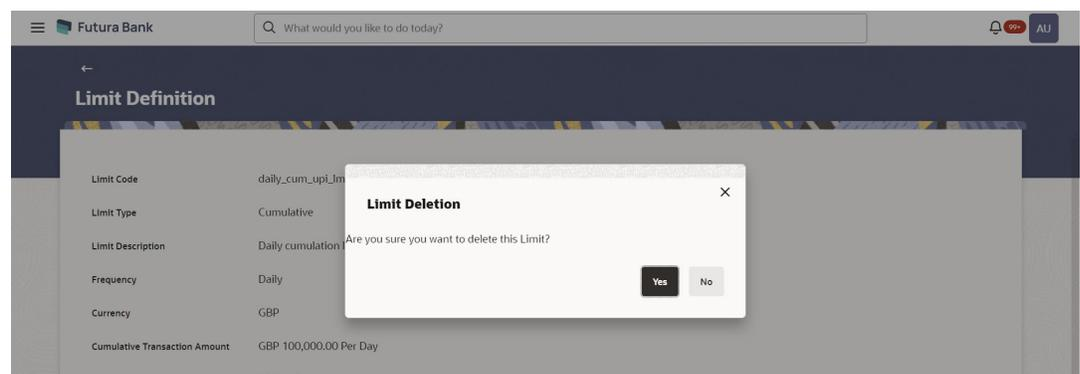 Futura Bank
What would you like to do today?
99+
AU
Limit Definition
Limit Code daily_cum_upi_lm
Limit Type Cumulative
Limit Description Daily cumulation
Frequency Daily
Currency GBP
Cumulative Transaction Amount GBP 100,000.00 Per Day
Limit Deletion
Are you sure you want to delete this Limit?
Yes No